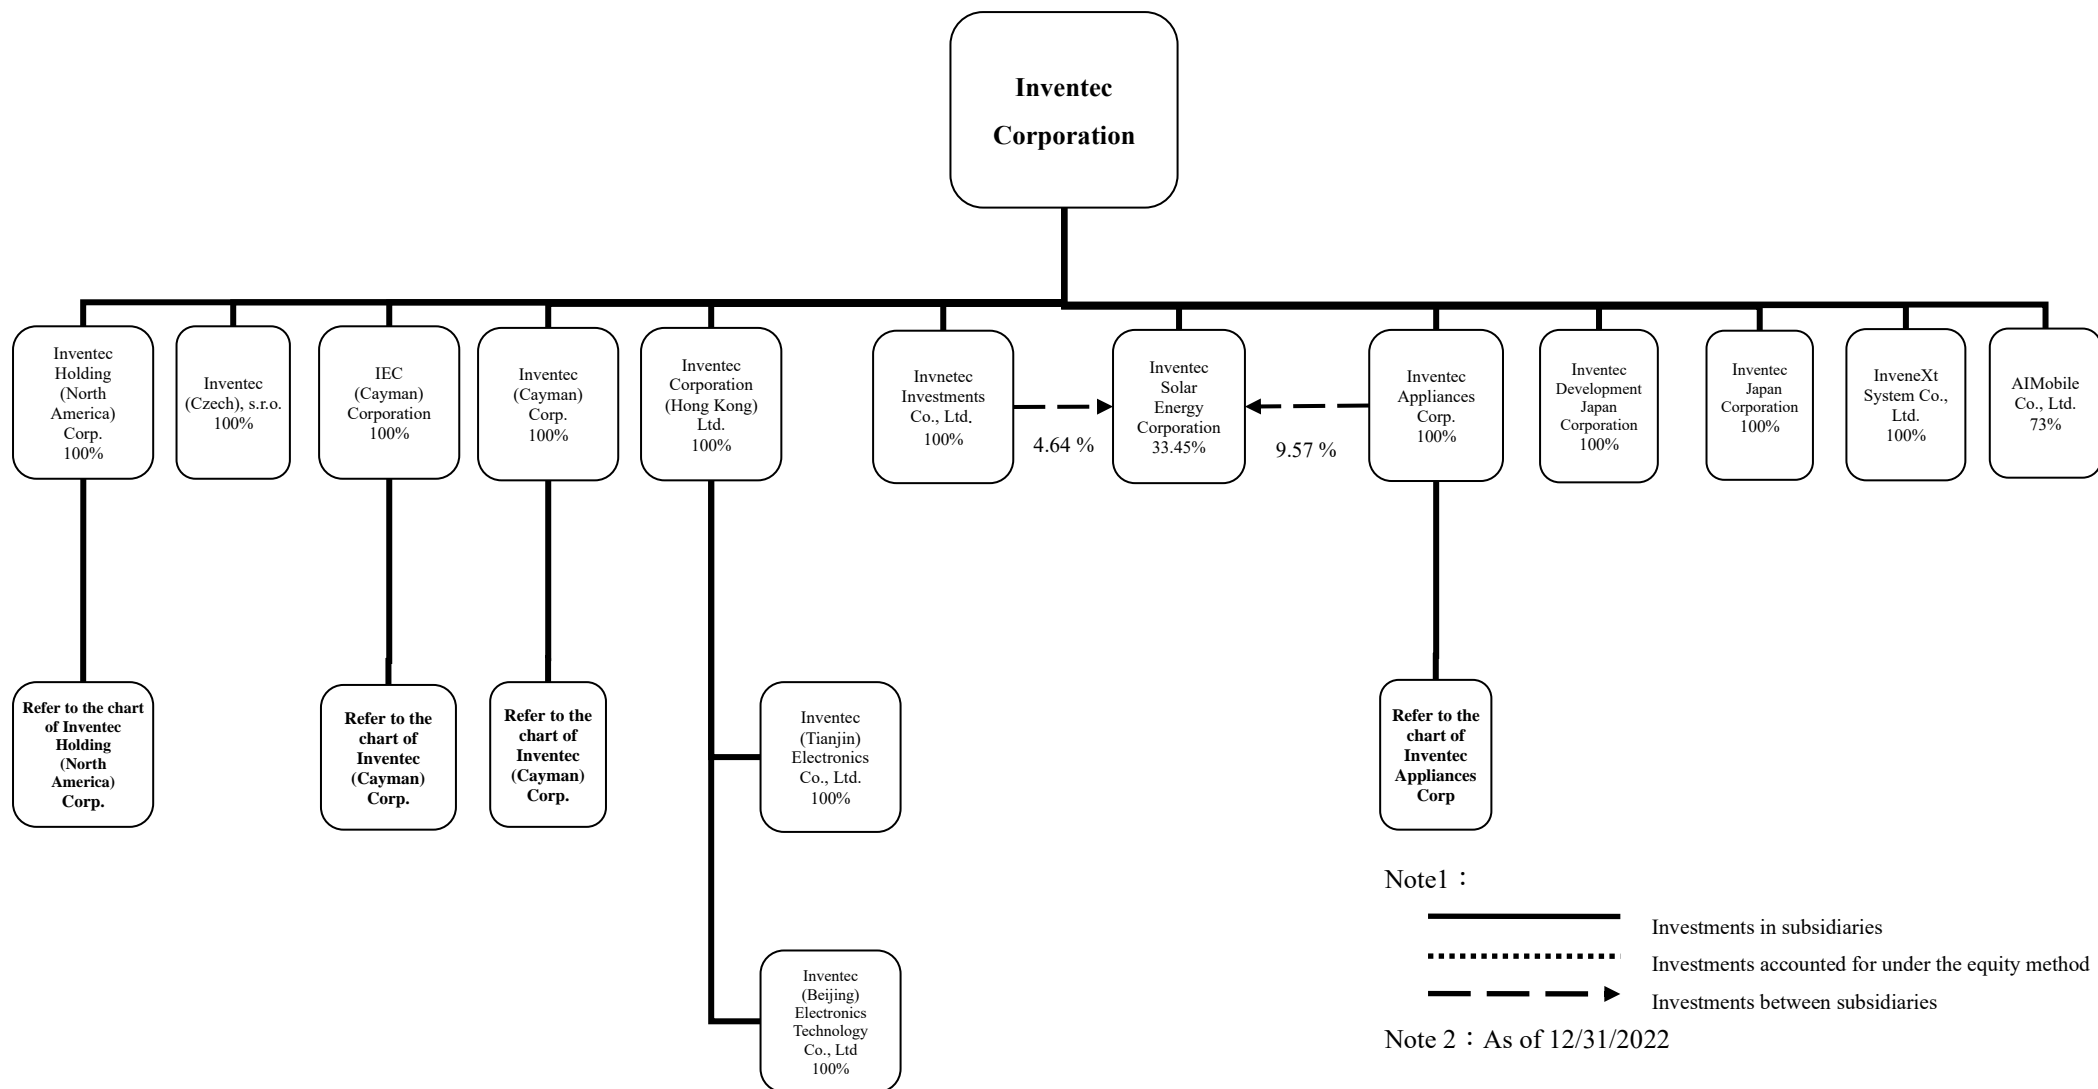 Inventec
Corporation
Inventec
Holding
(North
America)
Corp.
100%
Inventec
(Czech), s.r.o.
100%
IEC
(Cayman)
Corporation
100%
Inventec
(Cayman)
Corp.
100%
Inventec
Corporation
(Hong Kong)
Ltd.
100%
Invnetec
Investments
Co., Ltd.
100%
4.64 %
Inventec
Solar
Energy
Corporation
33.45%
9.57 %
Inventec
Appliances
Corp.
100%
Inventec
Development
Japan
Corporation
100%
Inventec
Japan
Corporation
100%
InveneXt
System Co.,
Ltd.
100%
AIMobile
Co., Ltd.
73%
Refer to the chart
of Inventec
Holding
(North
America)
Corp.
Refer to the
chart of
Inventec
(Cayman)
Corp.
Refer to the
chart of
Inventec
(Cayman)
Corp.
Inventec
(Tianjin)
Electronics
Co., Ltd.
100%
Refer to the
chart of
Inventec
Appliances
Corp
Inventec
(Beijing)
Electronics
Technology
Co., Ltd
100%
Note1：
Investments in subsidiaries
Investments accounted for under the equity method
Investments between subsidiaries
Note 2：As of 12/31/2022